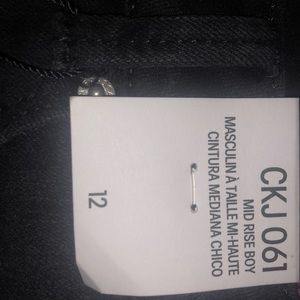 CKJ 061
MID RISE BOY
MASCULIN À TAILLE MI-HAUTE
CINTURA MEDIANA CHICO
12